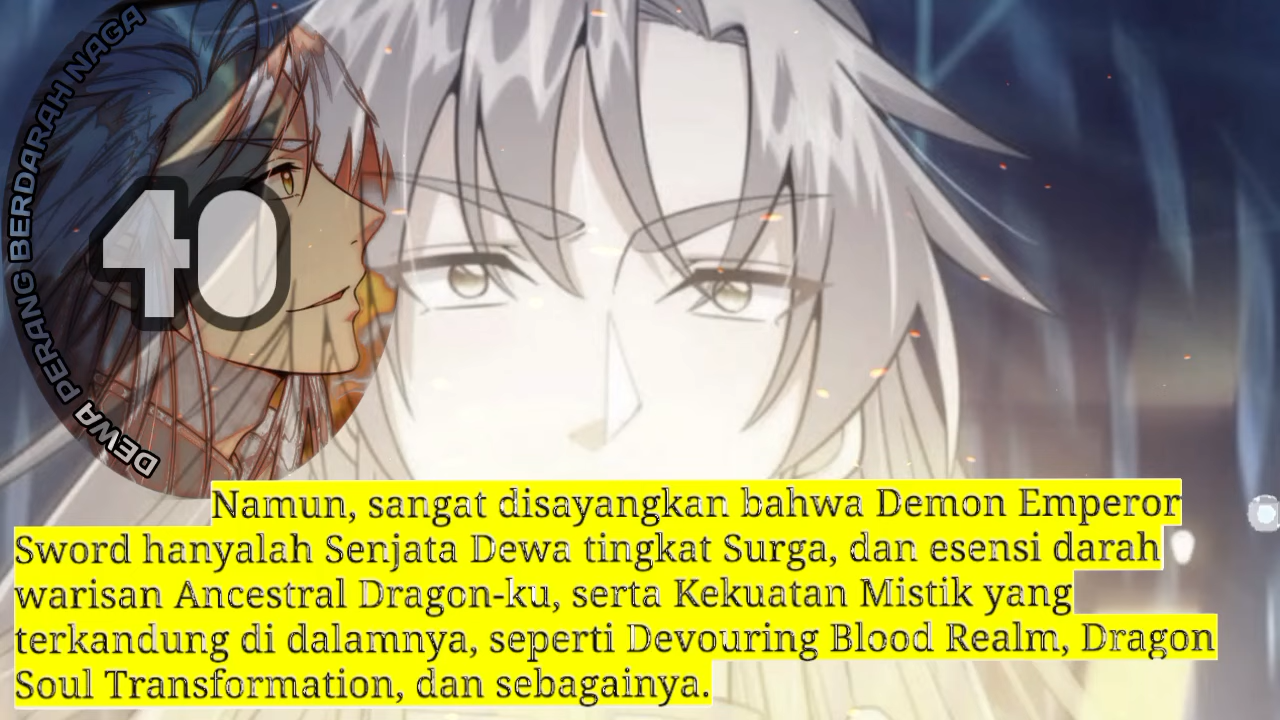 DEWA PERANG BERDARAH NAGA
40
Namun, sangat disayangkan bahwa Demon Emperor
Sword hanyalah Senjata Dewa tingkat Surga, dan esensi darah
warisan Ancestral Dragon-ku, serta Kekuatan Mistik yang
terkandung di dalamnya, seperti Devouring Blood Realm, Dragon
Soul Transformation, dan sebagainya.